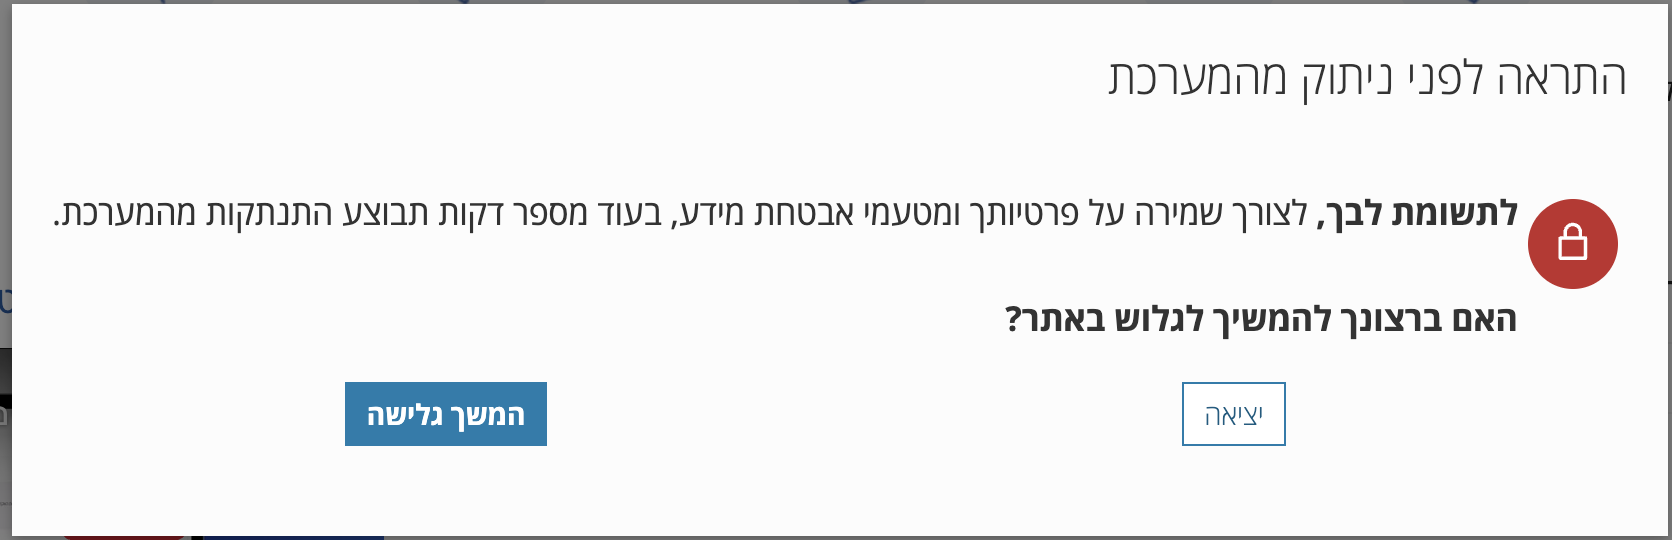 התראה לפני ניתוק מהמערכת
לתשומת לבך, לצורך שמירה על פרטיותך ומטעמי אבטחת מידע, בעוד מספר דקות תבוצע התנתקות מהמערכת.
האם ברצונך להמשיך לגלוש באתר?
יציאה
המשך גלישה